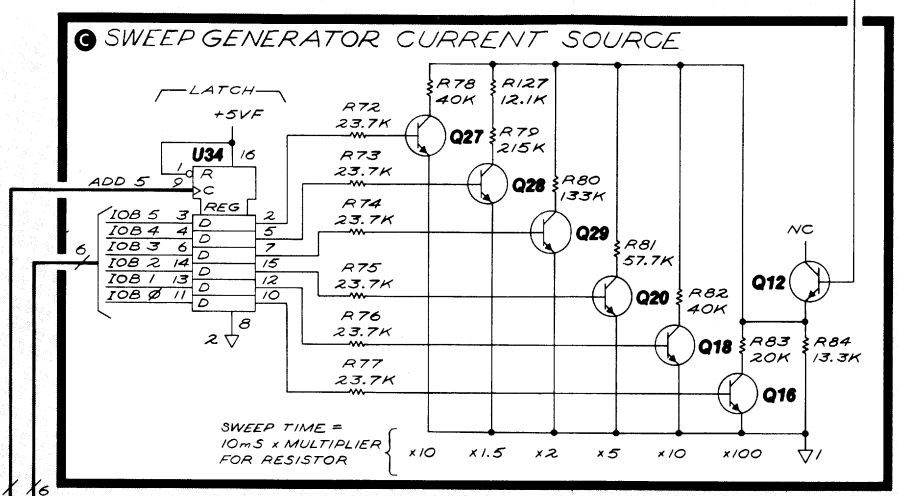 C SWEEP GENERATOR CURRENT SOURCE
LATCH
+5VF
U34
16
1
R
ADD 5
9
C
REG
IOB 5 3 D 2
IOB 4 4 D 5
IOB 3 6 D 7
IOB 2 14 D 15
IOB 1 13 D 12
IOB Ø 11 D 10
6
8
2
R72
23.7K
R73
23.7K
R74
23.7K
R75
23.7K
R76
23.7K
R77
23.7K
R78
40K
Q27
R127
12.1K
R79
215K
Q28
R80
133K
Q29
R81
57.7K
Q20
R82
40K
Q18
NC
Q12
R83
20K
R84
13.3K
Q16
SWEEP TIME =
10mS x MULTIPLIER
FOR RESISTOR
x10 x1.5 x2 x5 x10 x100
1
6